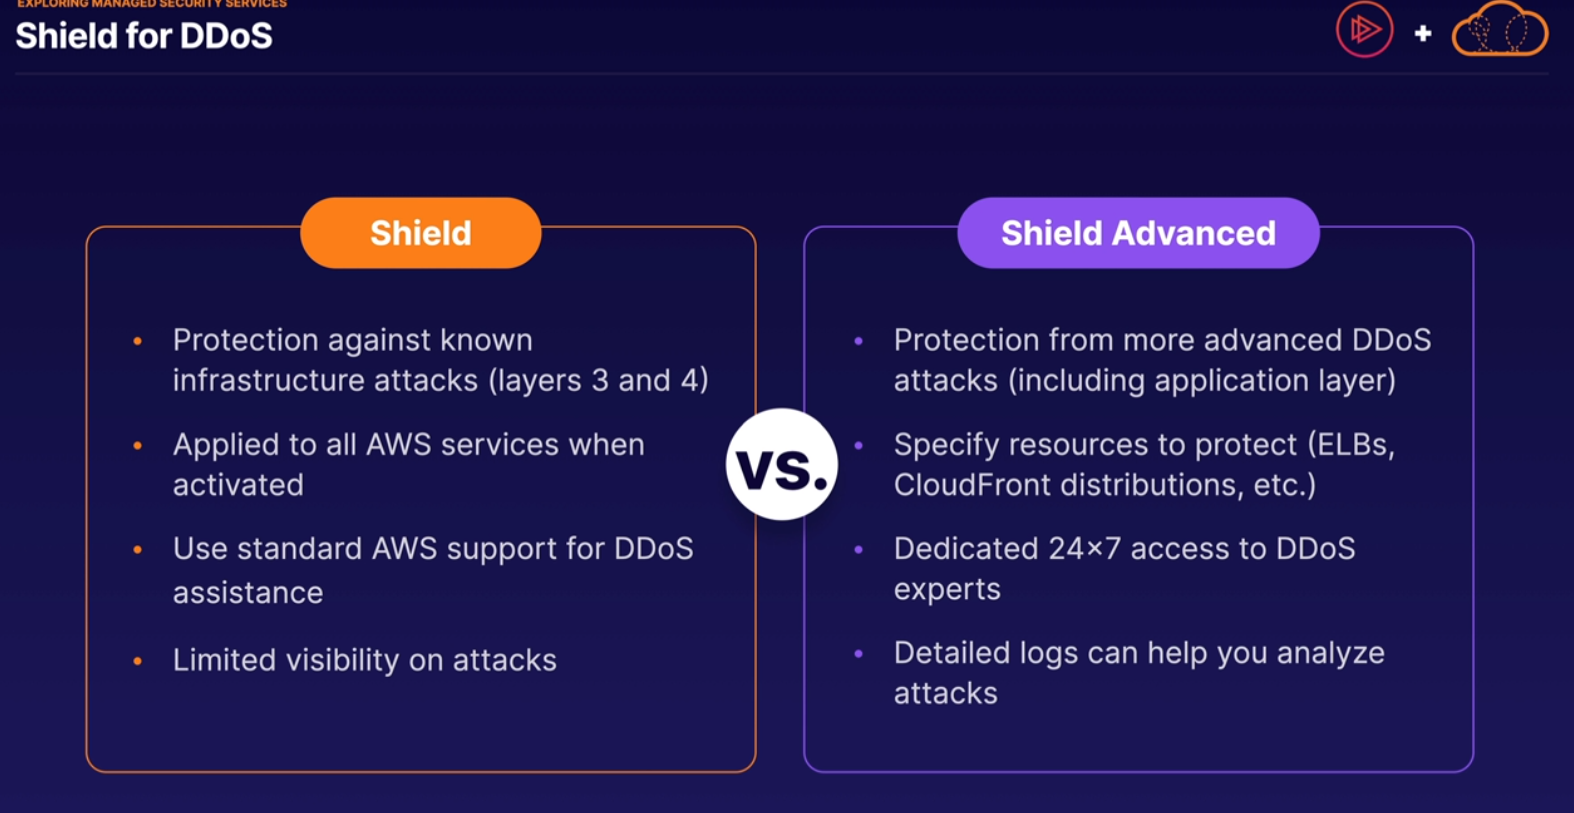 EXPLORING MANAGED SECURITY SERVICES
Shield for DDoS
+
Shield
• Protection against known
infrastructure attacks (layers 3 and 4)
• Applied to all AWS services when
activated
• Use standard AWS support for DDoS
assistance
• Limited visibility on attacks
vs.
Shield Advanced
• Protection from more advanced DDoS
attacks (including application layer)
• Specify resources to protect (ELBs,
CloudFront distributions, etc.)
• Dedicated 24×7 access to DDoS
experts
• Detailed logs can help you analyze
attacks